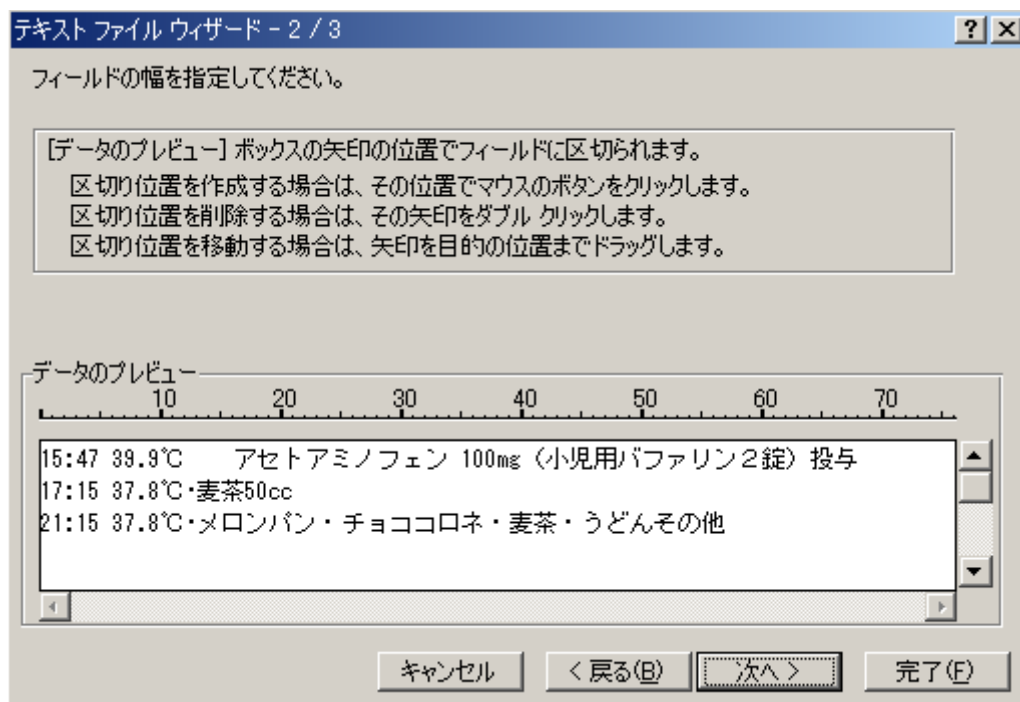 テキスト ファイル ウィザード - 2 / 3
フィールドの幅を指定してください。
[データのプレビュー] ボックスの矢印の位置でフィールドに区切られます。
区切り位置を作成する場合は、その位置でマウスのボタンをクリックします。
区切り位置を削除する場合は、その矢印をダブル クリックします。
区切り位置を移動する場合は、矢印を目的の位置までドラッグします。
データのプレビュー
10 20 30 40 50 60 70
15:47 39.9℃　　アセトアミノフェン 100㎎（小児用バファリン２錠）投与
17:15 37.8℃･麦茶50cc
21:15 37.8℃･メロンパン・チョココロネ・麦茶・うどんその他
キャンセル < 戻る(B) 次へ > 完了(F)